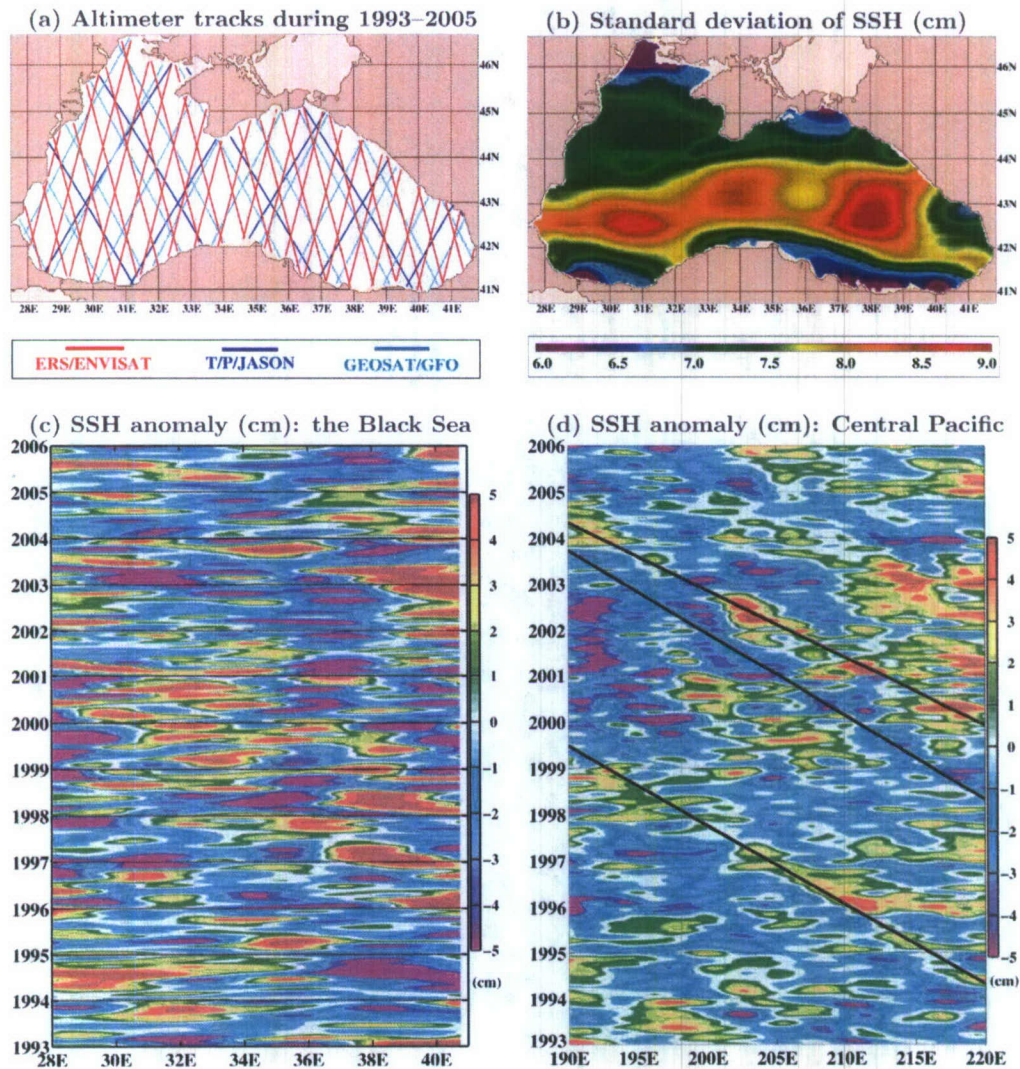 (a) Altimeter tracks during 1993–2005
46N
45N
44N
43N
42N
41N
28E 29E 30E 31E 32E 33E 34E 35E 36E 37E 38E 39E 40E 41E
ERS/ENVISAT T/P/JASON GEOSAT/GFO
(b) Standard deviation of SSH (cm)
46N
45N
44N
43N
42N
41N
28E 29E 30E 31E 32E 33E 34E 35E 36E 37E 38E 39E 40E 41E
6.0 6.5 7.0 7.5 8.0 8.5 9.0
(c) SSH anomaly (cm): the Black Sea
2006
2005
2004
2003
2002
2001
2000
1999
1998
1997
1996
1995
1994
1993
28E 30E 32E 34E 36E 38E 40E
5
4
3
2
1
0
−1
−2
−3
−4
−5
(cm)
(d) SSH anomaly (cm): Central Pacific
2006
2005
2004
2003
2002
2001
2000
1999
1998
1997
1996
1995
1994
1993
190E 195E 200E 205E 210E 215E 220E
5
4
3
2
1
0
−1
−2
−3
−4
−5
(cm)